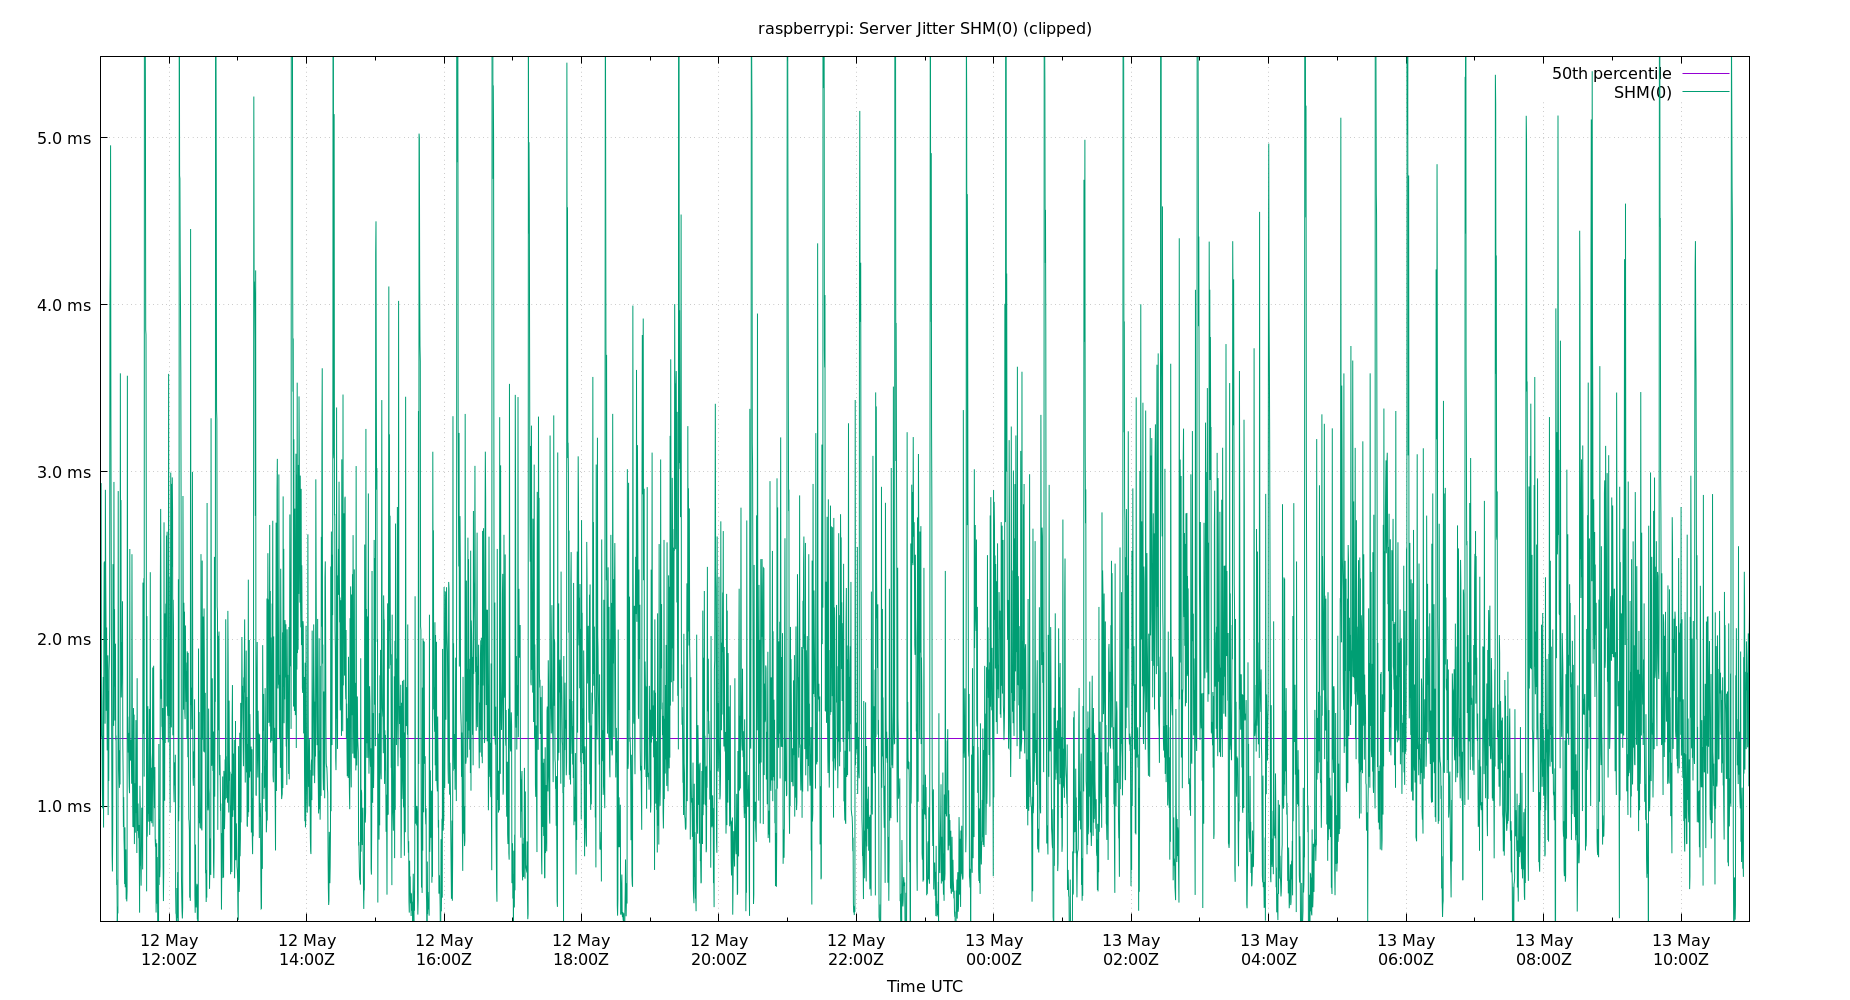 raspberrypi: Server Jitter SHM(0) (clipped)
50th percentile
SHM(0)
5.0 ms
4.0 ms
3.0 ms
2.0 ms
1.0 ms
12 May 12 May 12 May 12 May 12 May 12 May 13 May 13 May 13 May 13 May 13 May 13 May
12:00Z 14:00Z 16:00Z 18:00Z 20:00Z 22:00Z 00:00Z 02:00Z 04:00Z 06:00Z 08:00Z 10:00Z
Time UTC